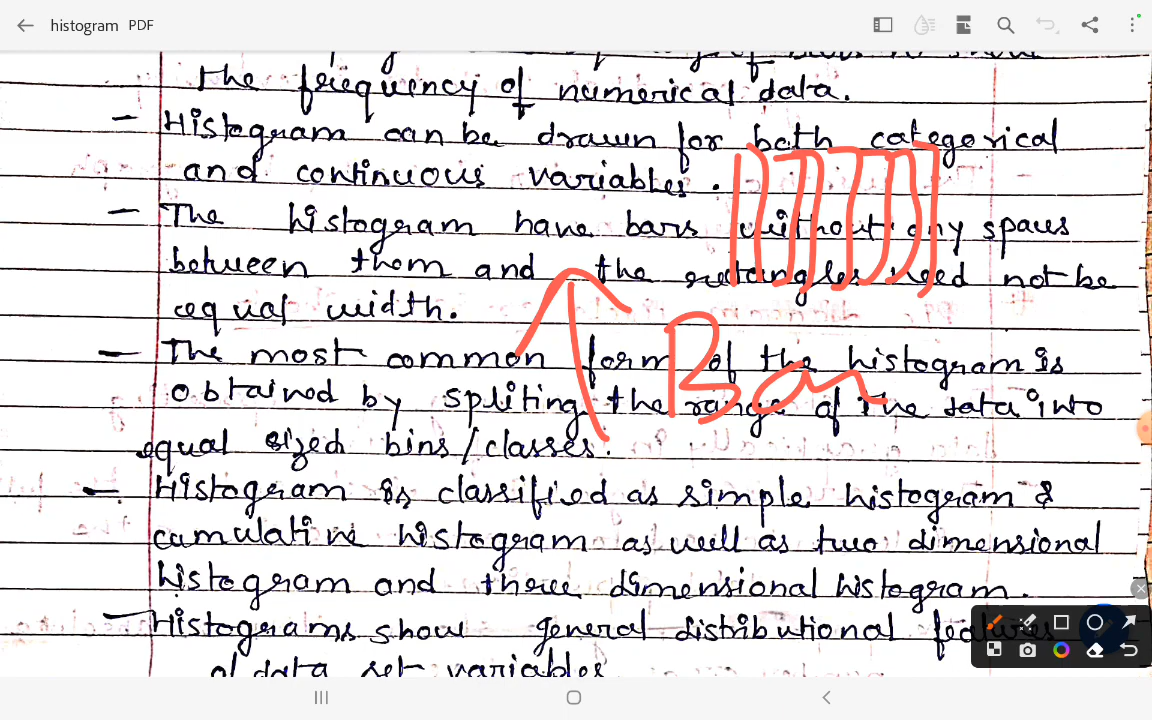 histogram PDF
the frequency of numerical data.
- Histogram can be drawn for both categorical
and continuous variables.
- The histogram have bars without any spaces
between them and the rectangles need not be
equal width.
Bar
- The most common form of the histogram is
obtained by spliting the range of the data into
equal sized bins/classes.
- Histogram is classified as simple histogram &
cumulative histogram as well as two dimensional
histogram and three dimensional histogram.
- Histograms show general distributional features
of data set variables